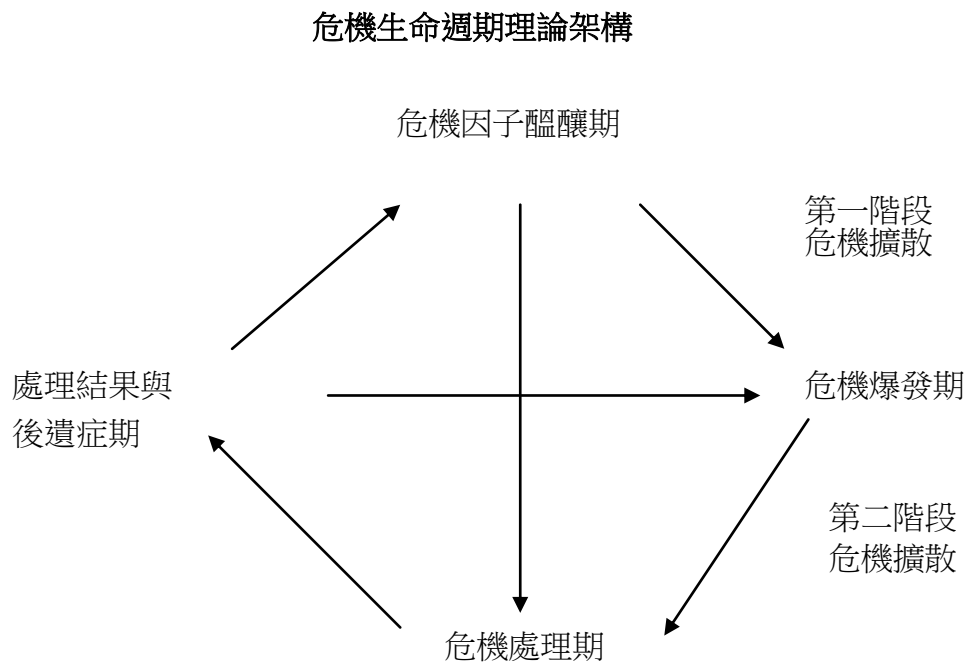 危機生命週期理論架構
危機因子醞釀期
第一階段
危機擴散
處理結果與
後遺症期
危機爆發期
第二階段
危機擴散
危機處理期